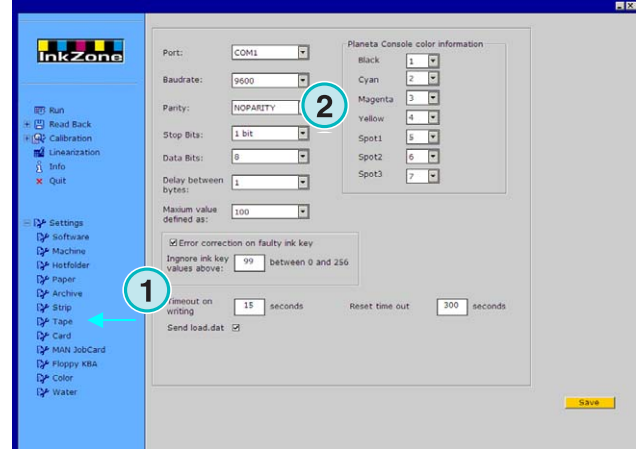 InkZone
Run
Read Back
Calibration
Linearization
Info
Quit
Settings
Software
Machine
Hotfolder
Paper
Archive
Strip
Tape
Card
MAN JobCard
Floppy KBA
Color
Water
1
Port: COM1
Baudrate: 9600
Parity: NOPARITY
Stop Bits: 1 bit
Data Bits: 8
Delay between bytes: 1
Maxium value defined as: 100
2
Planeta Console color information
Black 1
Cyan 2
Magenta 3
Yellow 4
Spot1 5
Spot2 6
Spot3 7
Error correction on faulty ink key
Ingnore ink key values above: 99 between 0 and 256
Timeout on writing 15 seconds
Reset time out 300 seconds
Send load.dat
Save